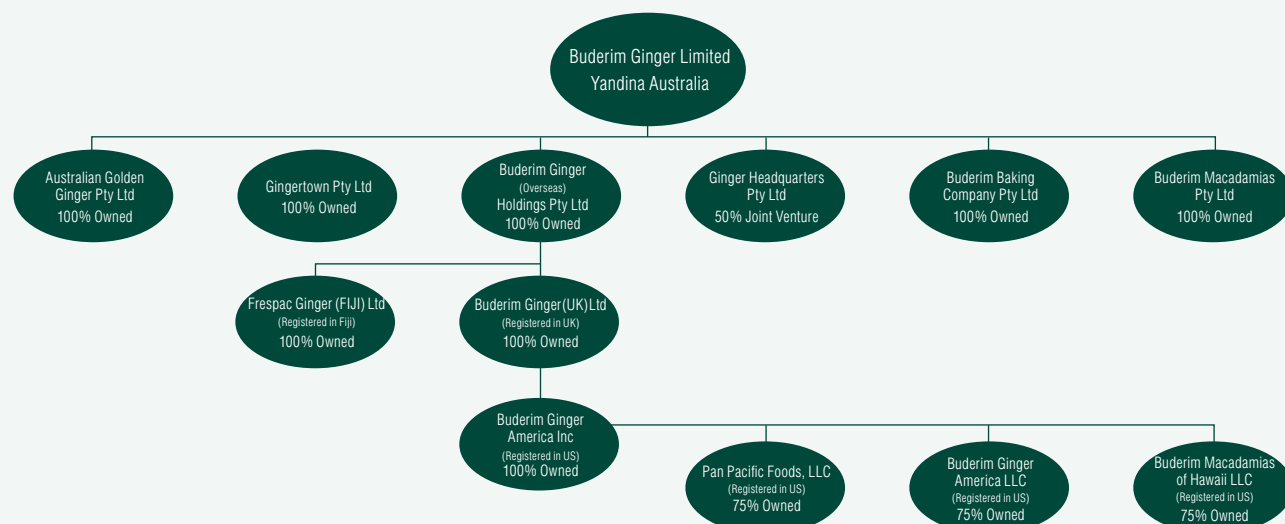 Buderim Ginger Limited
Yandina Australia
Australian Golden
Ginger Pty Ltd
100% Owned
Gingertown Pty Ltd
100% Owned
Buderim Ginger
(Overseas)
Holdings Pty Ltd
100% Owned
Ginger Headquarters
Pty Ltd
50% Joint Venture
Buderim Baking
Company Pty Ltd
100% Owned
Buderim Macadamias
Pty Ltd
100% Owned
Frespac Ginger (FIJI) Ltd
(Registered in Fiji)
100% Owned
Buderim Ginger (UK) Ltd
(Registered in UK)
100% Owned
Buderim Ginger
America Inc
(Registered in US)
100% Owned
Pan Pacific Foods, LLC
(Registered in US)
75% Owned
Buderim Ginger
America LLC
(Registered in US)
75% Owned
Buderim Macadamias
of Hawaii LLC
(Registered in US)
75% Owned